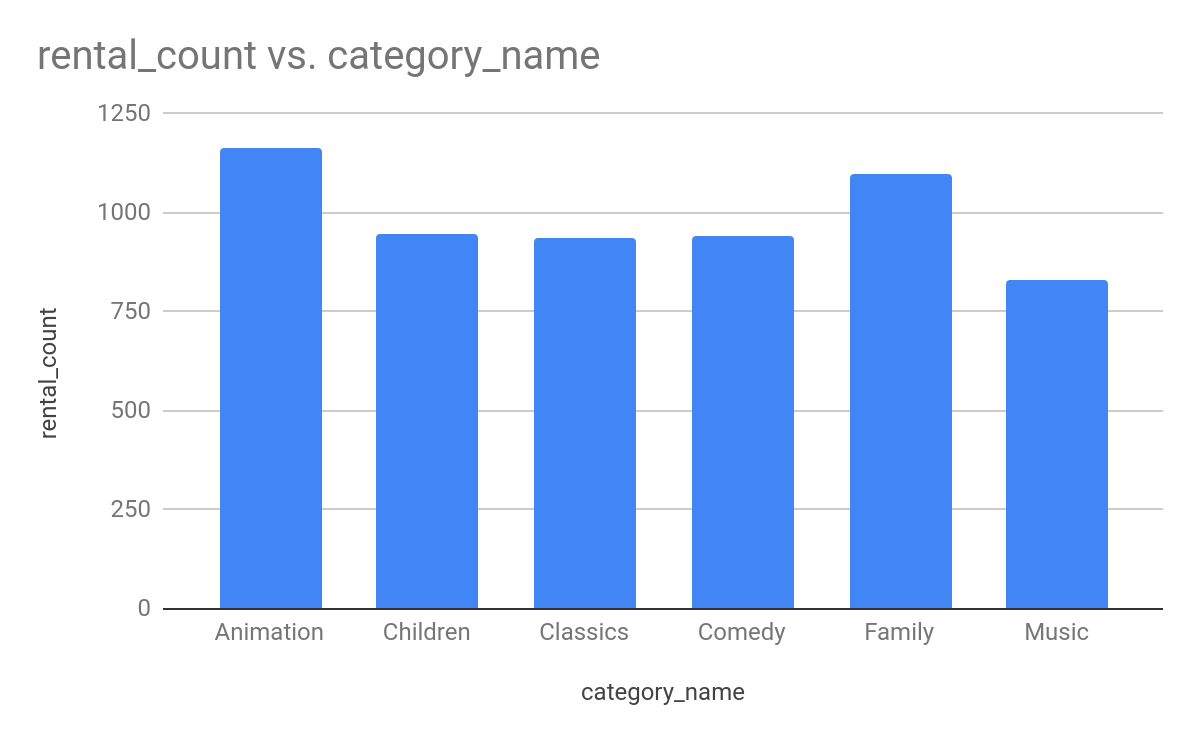 rental_count vs. category_name
1250
1000
750
500
250
0
rental_count
Animation Children Classics Comedy Family Music
category_name